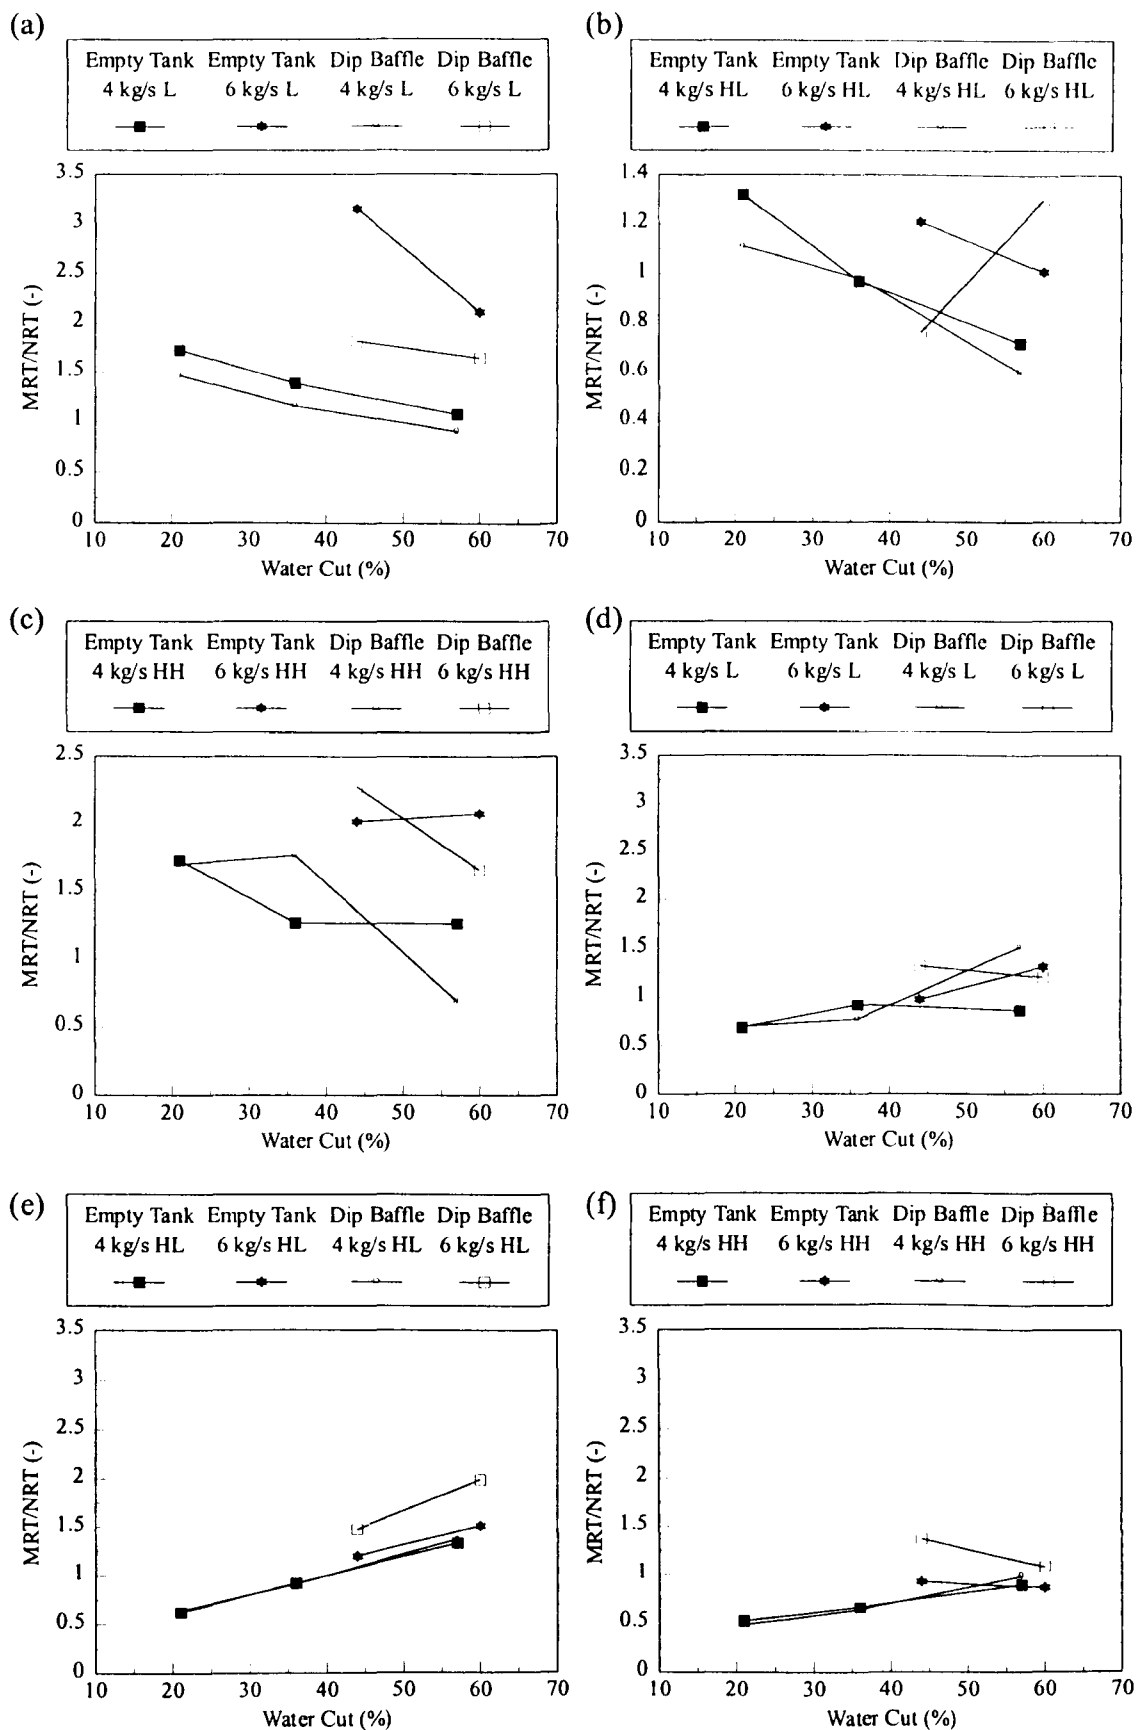 (a)
Empty Tank Empty Tank Dip Baffle Dip Baffle
4 kg/s L 6 kg/s L 4 kg/s L 6 kg/s L
3.5
3
2.5
2
1.5
1
0.5
0
MRT/NRT (-)
10 20 30 40 50 60 70
Water Cut (%)
(b)
Empty Tank Empty Tank Dip Baffle Dip Baffle
4 kg/s HL 6 kg/s HL 4 kg/s HL 6 kg/s HL
1.4
1.2
1
0.8
0.6
0.4
0.2
0
MRT/NRT (-)
10 20 30 40 50 60 70
Water Cut (%)
(c)
Empty Tank Empty Tank Dip Baffle Dip Baffle
4 kg/s HH 6 kg/s HH 4 kg/s HH 6 kg/s HH
2.5
2
1.5
1
0.5
0
MRT/NRT (-)
10 20 30 40 50 60 70
Water Cut (%)
(d)
Empty Tank Empty Tank Dip Baffle Dip Baffle
4 kg/s L 6 kg/s L 4 kg/s L 6 kg/s L
3.5
3
2.5
2
1.5
1
0.5
0
MRT/NRT (-)
10 20 30 40 50 60 70
Water Cut (%)
(e)
Empty Tank Empty Tank Dip Baffle Dip Baffle
4 kg/s HL 6 kg/s HL 4 kg/s HL 6 kg/s HL
3.5
3
2.5
2
1.5
1
0.5
0
MRT/NRT (-)
10 20 30 40 50 60 70
Water Cut (%)
(f)
Empty Tank Empty Tank Dip Baffle Dip Baffle
4 kg/s HH 6 kg/s HH 4 kg/s HH 6 kg/s HH
3.5
3
2.5
2
1.5
1
0.5
0
MRT/NRT (-)
10 20 30 40 50 60 70
Water Cut (%)